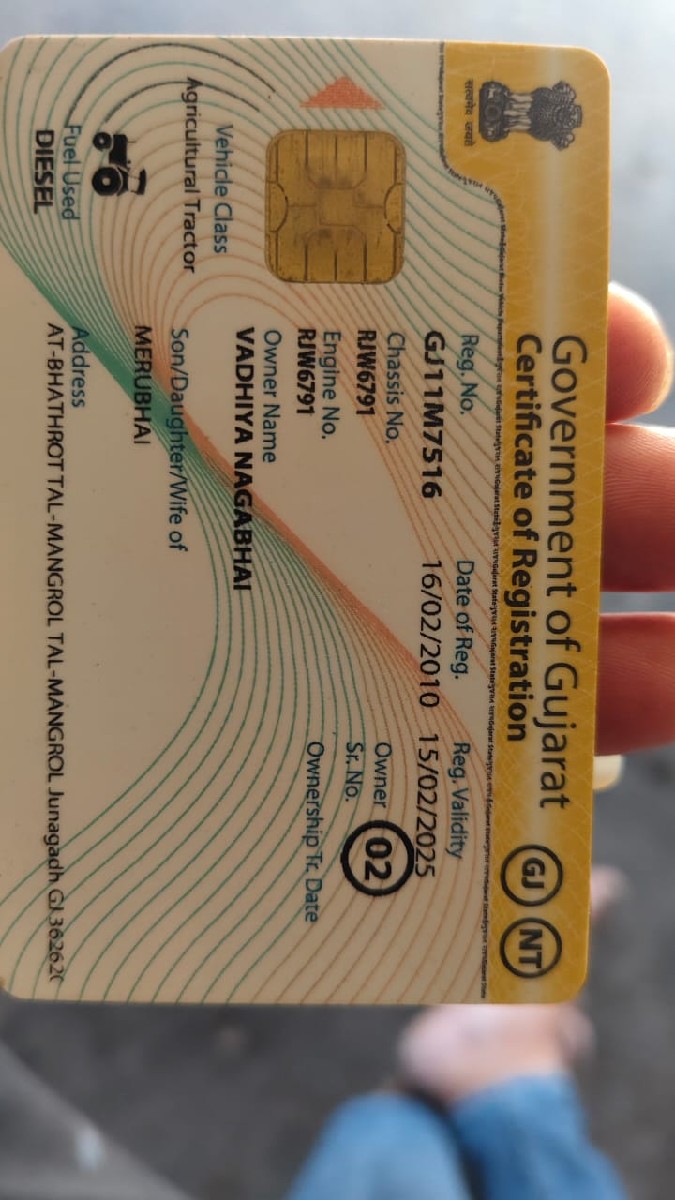 सत्यमेव जयते
Government of Gujarat
Certificate of Registration
GJ NT
Reg. No. Date of Reg. Reg. Validity
GJ11M7516 16/02/2010 15/02/2025
Chassis No.
RJW6791
Owner Sr. No. 02
Engine No.
RJW6791
Ownership Tr. Date
Owner Name
VADHIYA NAGABHAI
Vehicle Class
Agricultural Tractor
Son/Daughter/Wife of
MERUBHAI
Fuel Used
DIESEL
Address
AT-BHATHROT TAL-MANGROL TAL-MANGROL Junagadh GJ 36262